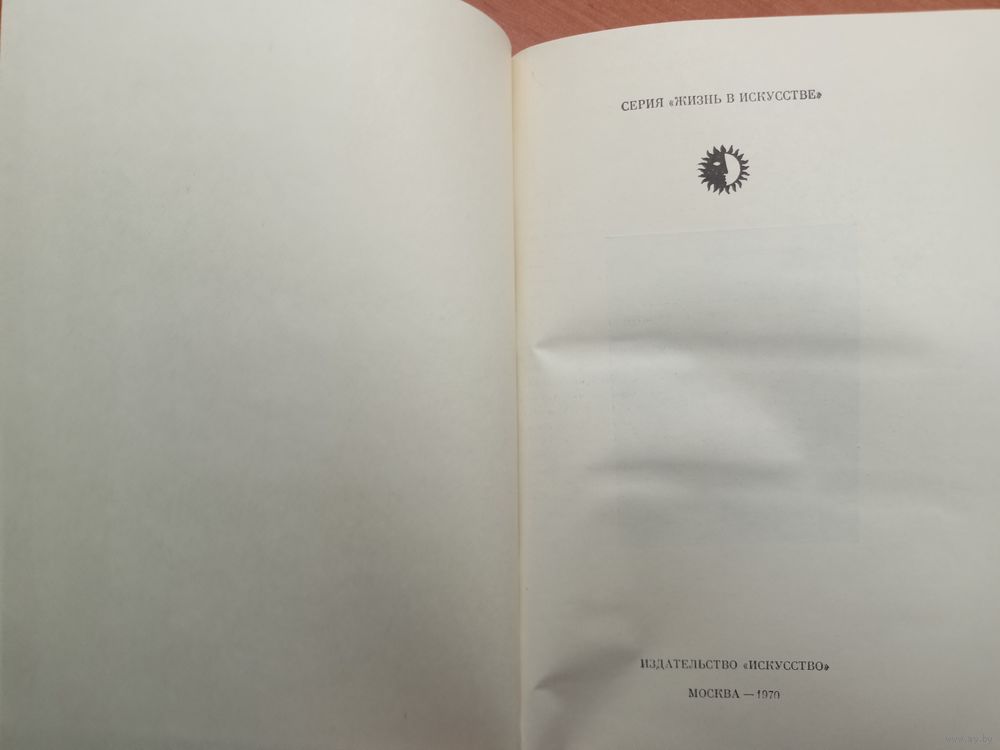 СЕРИЯ «ЖИЗНЬ В ИСКУССТВЕ»
ИЗДАТЕЛЬСТВО «ИСКУССТВО»
МОСКВА — 1970